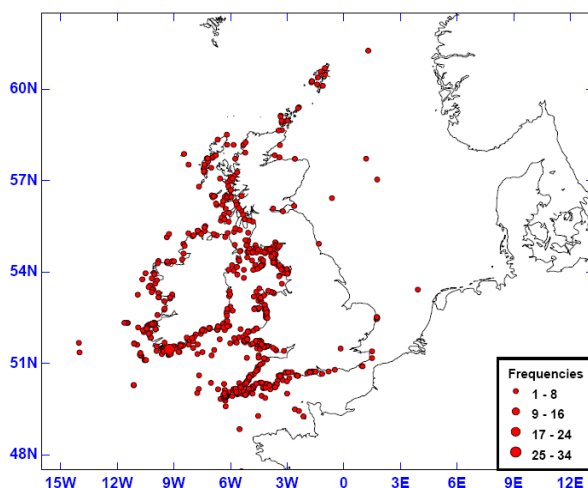 60N
57N
54N
51N
48N
15W 12W 9W 6W 3W 0 3E 6E 9E 12E
Frequencies
1 - 8
9 - 16
17 - 24
25 - 34